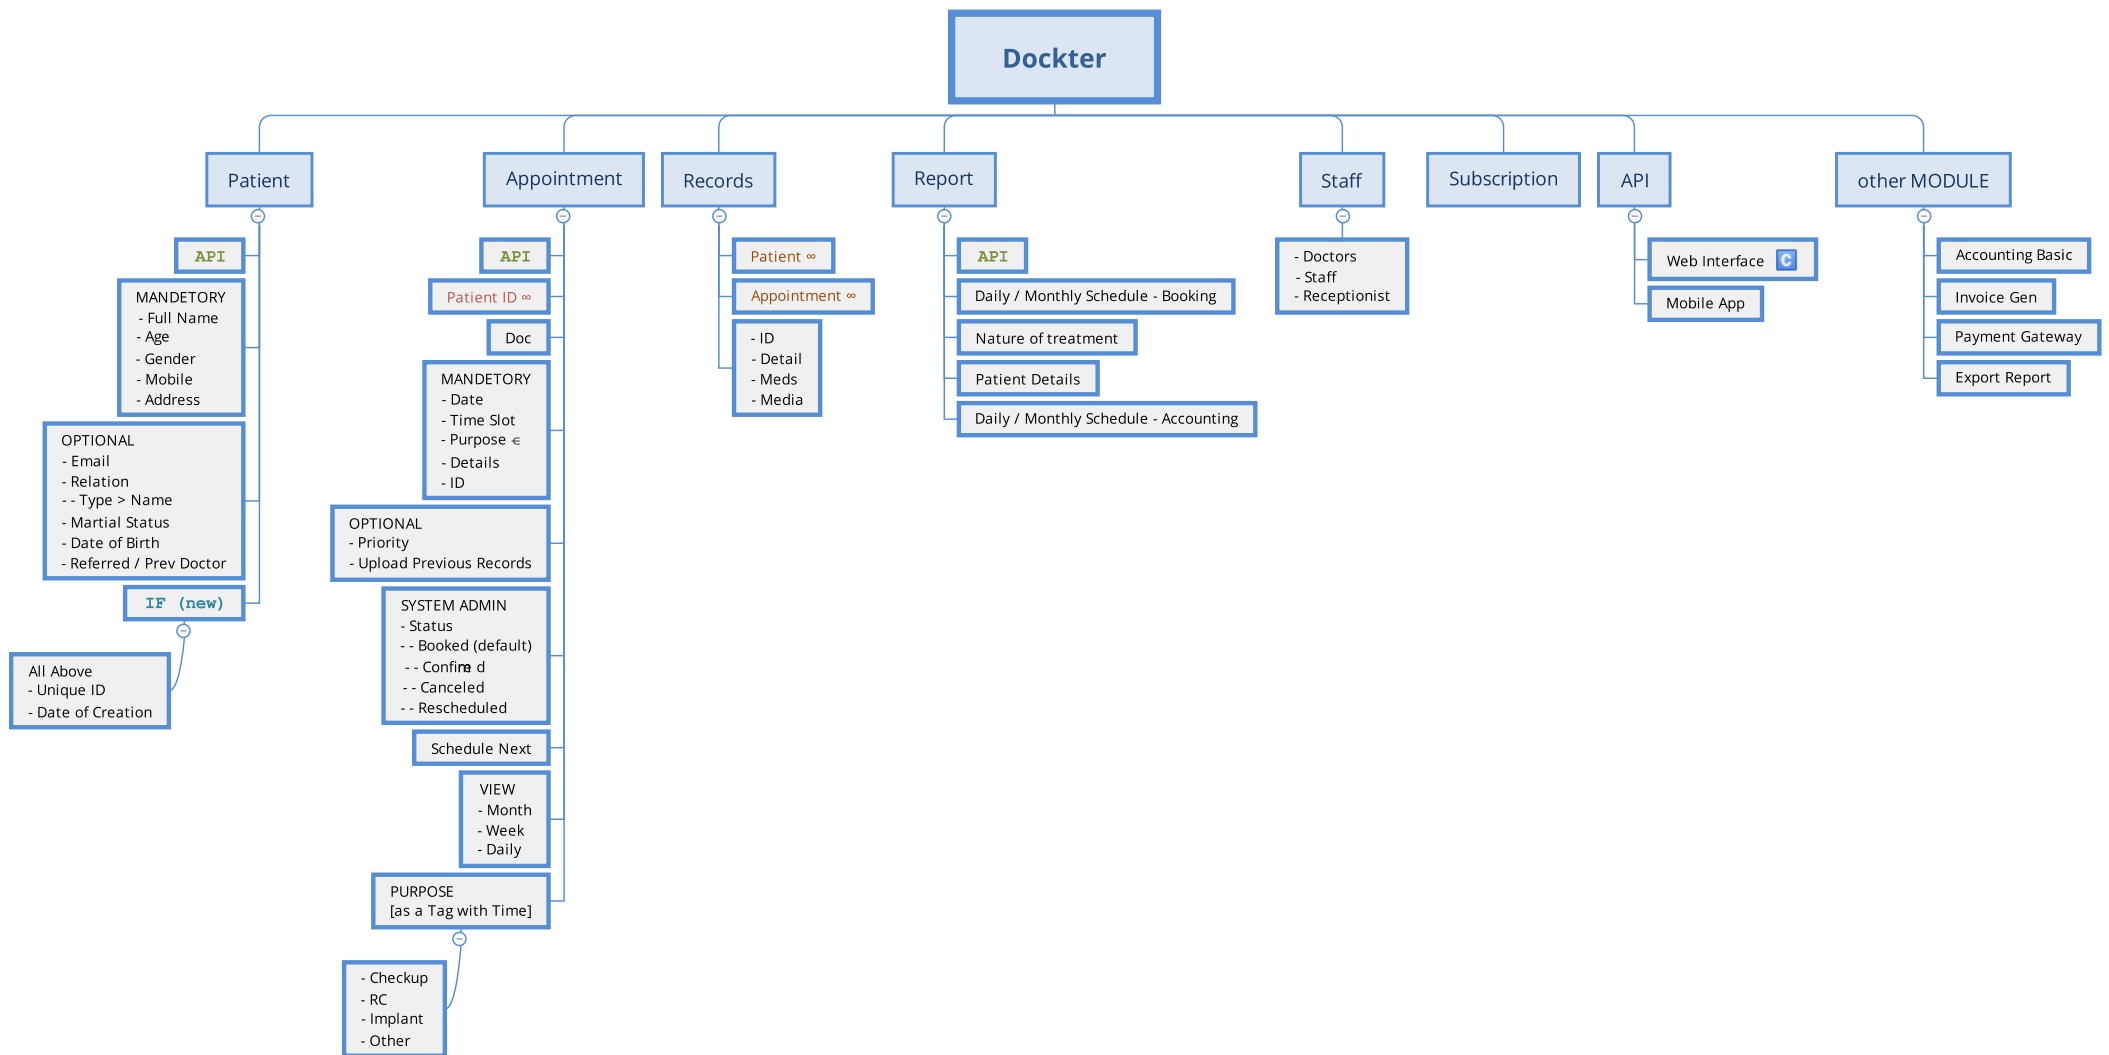 Dockter
Patient
API
MANDETORY
- Full Name
- Age
- Gender
- Mobile
- Address
OPTIONAL
- Email
- Relation
- - Type > Name
- Martial Status
- Date of Birth
- Referred / Prev Doctor
IF (new)
All Above
- Unique ID
- Date of Creation
Appointment
API
Patient ID ∞
Doc
MANDETORY
- Date
- Time Slot
- Purpose ∈
- Details
- ID
OPTIONAL
- Priority
- Upload Previous Records
SYSTEM ADMIN
- Status
- - Booked (default)
- - Confirmed
- - Canceled
- - Rescheduled
Schedule Next
VIEW
- Month
- Week
- Daily
PURPOSE
[as a Tag with Time]
- Checkup
- RC
- Implant
- Other
Records
Patient ∞
Appointment ∞
- ID
- Detail
- Meds
- Media
Report
API
Daily / Monthly Schedule - Booking
Nature of treatment
Patient Details
Daily / Monthly Schedule - Accounting
Staff
- Doctors
- Staff
- Receptionist
Subscription
API
Web Interface C
Mobile App
other MODULE
Accounting Basic
Invoice Gen
Payment Gateway
Export Report